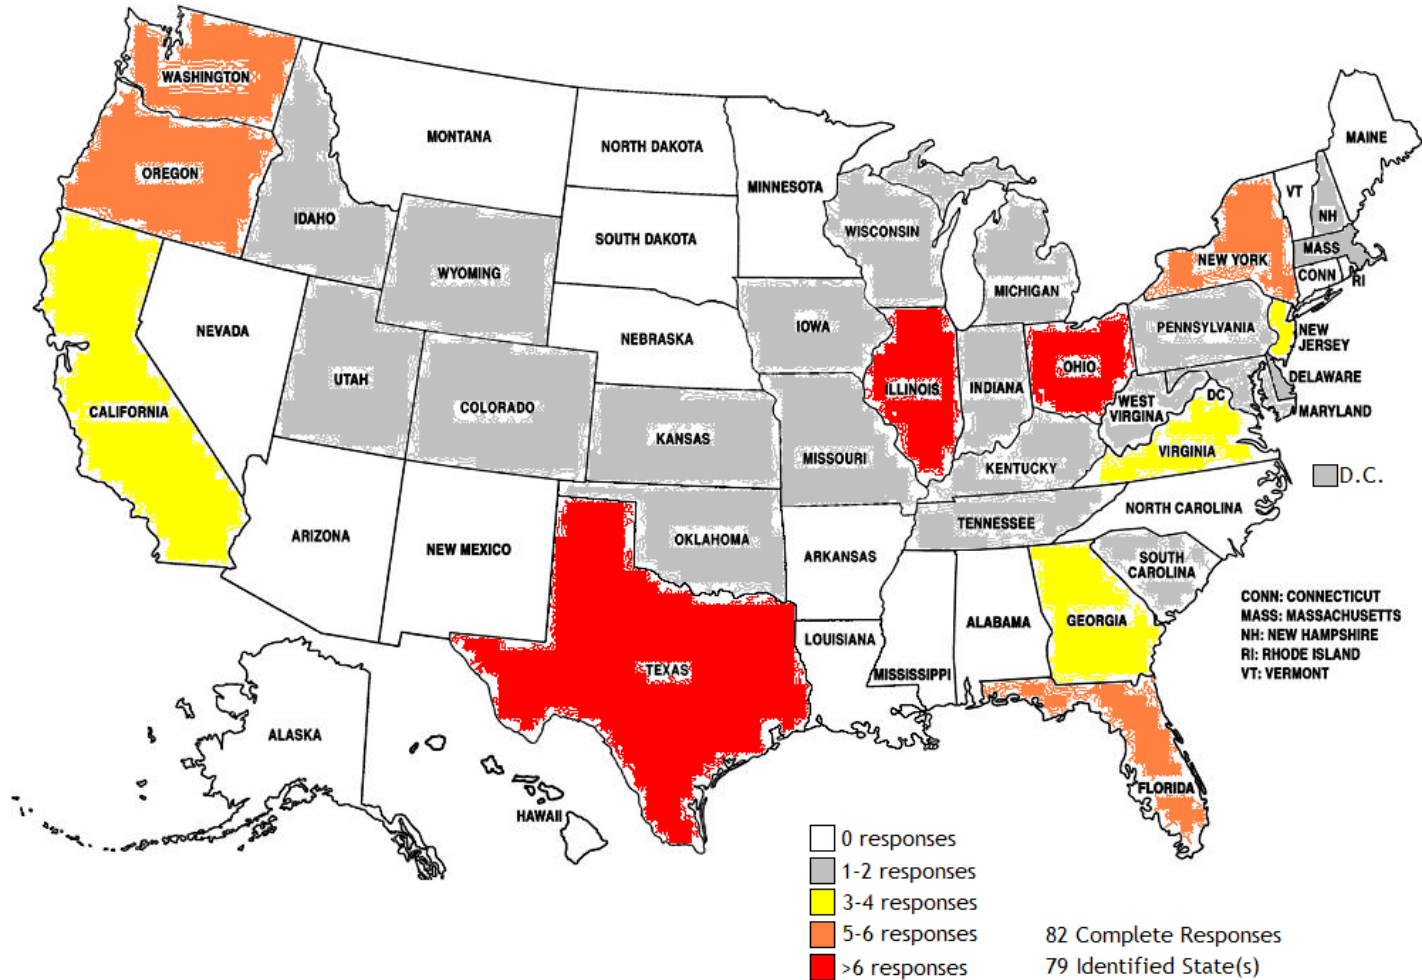 WASHINGTON
OREGON
CALIFORNIA
NEVADA
IDAHO
MONTANA
WYOMING
UTAH
COLORADO
ARIZONA
NEW MEXICO
NORTH DAKOTA
SOUTH DAKOTA
NEBRASKA
KANSAS
OKLAHOMA
TEXAS
MINNESOTA
IOWA
MISSOURI
ARKANSAS
LOUISIANA
WISCONSIN
ILLINOIS
MICHIGAN
INDIANA
OHIO
KENTUCKY
TENNESSEE
MISSISSIPPI
ALABAMA
GEORGIA
FLORIDA
SOUTH
CAROLINA
NORTH CAROLINA
VIRGINIA
WEST
VIRGINA
DC
PENNSYLVANIA
NEW YORK
VT
NH
MAINE
MASS
CONN
RI
NEW
JERSEY
DELAWARE
MARYLAND
D.C.
ALASKA
HAWAII
CONN: CONNECTICUT
MASS: MASSACHUSETTS
NH: NEW HAMPSHIRE
RI: RHODE ISLAND
VT: VERMONT
0 responses
1-2 responses
3-4 responses
5-6 responses
>6 responses
82 Complete Responses
79 Identified State(s)